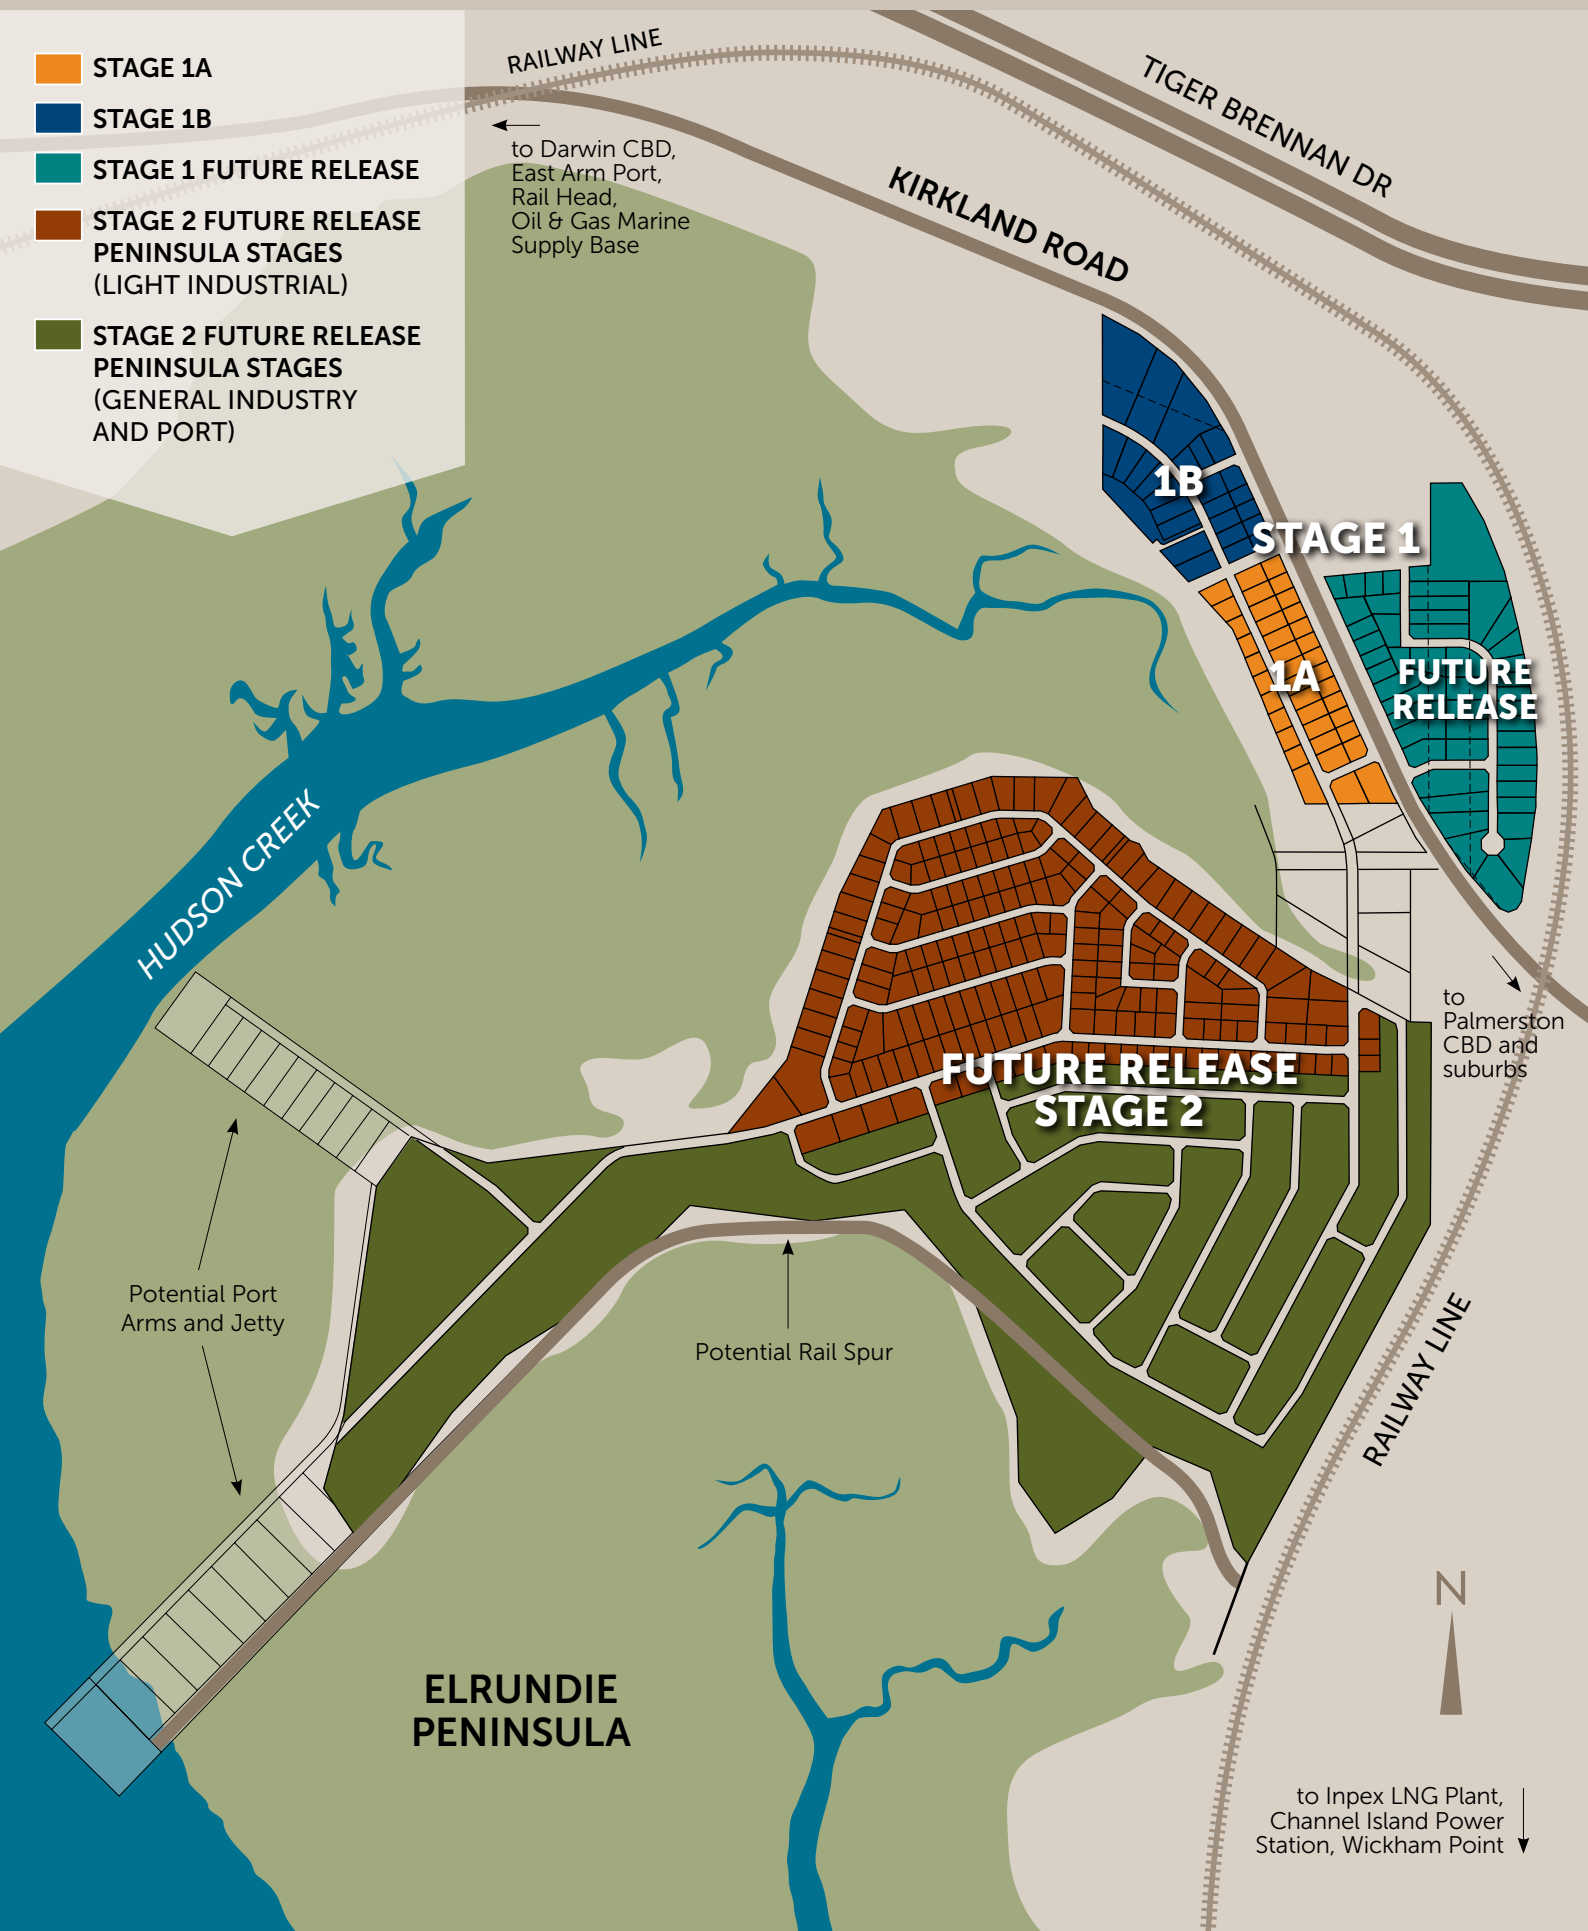 STAGE 1A
STAGE 1B
STAGE 1 FUTURE RELEASE
STAGE 2 FUTURE RELEASE
PENINSULA STAGES
(LIGHT INDUSTRIAL)
STAGE 2 FUTURE RELEASE
PENINSULA STAGES
(GENERAL INDUSTRY
AND PORT)
RAILWAY LINE
to Darwin CBD,
East Arm Port,
Rail Head,
Oil & Gas Marine
Supply Base
TIGER BRENNAN DR
KIRKLAND ROAD
1B
STAGE 1
1A
FUTURE
RELEASE
HUDSON CREEK
to
Palmerston
CBD and
suburbs
FUTURE RELEASE
STAGE 2
Potential Port
Arms and Jetty
Potential Rail Spur
RAILWAY LINE
N
ELRUNDIE
PENINSULA
to Inpex LNG Plant,
Channel Island Power
Station, Wickham Point